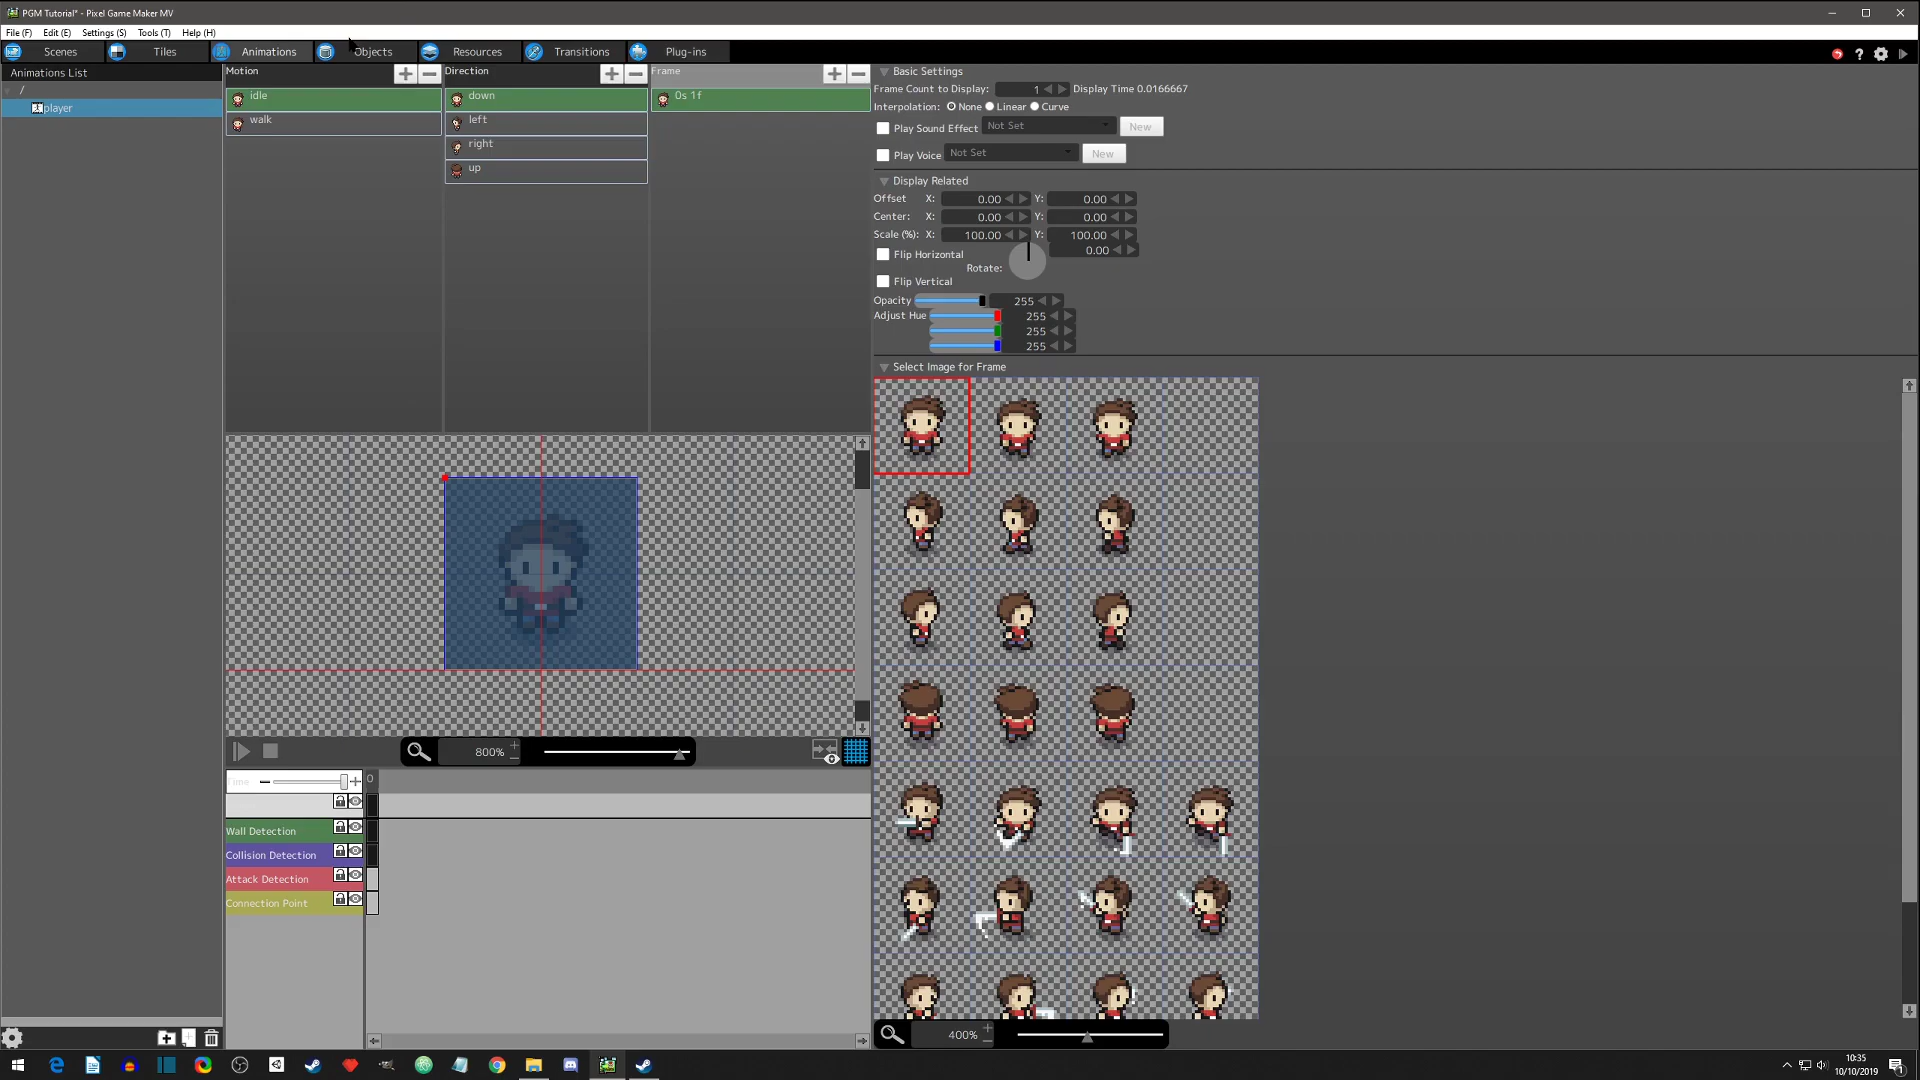 PGM Tutorial* - Pixel Game Maker MV
File (F) Edit (E) Settings (S) Tools (T) Help (H)
Scenes Tiles Animations Objects Resources Transitions Plug-ins
Animations List
/
player
Motion
idle
walk
Direction
down
left
right
up
Frame
0s 1f
Basic Settings
Frame Count to Display: 1 Display Time 0.0166667
Interpolation: None Linear Curve
Play Sound Effect Not Set New
Play Voice Not Set New
Display Related
Offset X: 0.00 Y: 0.00
Center: X: 0.00 Y: 0.00
Scale (%): X: 100.00 Y: 100.00
Flip Horizontal
Rotate: 0.00
Flip Vertical
Opacity 255
Adjust Hue 255
255
255
Select Image for Frame
800%
Time 0
Wall Detection
Collision Detection
Attack Detection
Connection Point
400%
10:35
10/10/2019